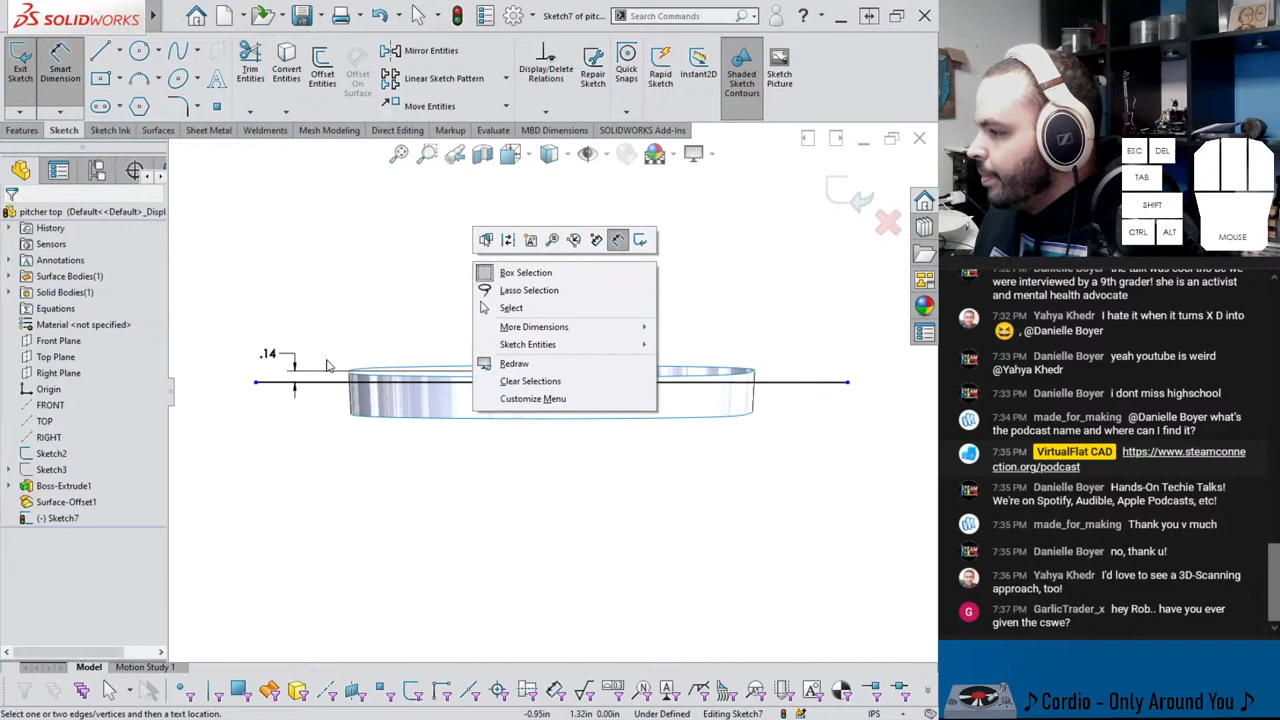 DS SOLIDWORKS
Sketch7 of pitc...
Search Commands
Exit Sketch
Smart Dimension
Trim Entities
Convert Entities
Offset Entities
Offset On Surface
Mirror Entities
Linear Sketch Pattern
Move Entities
Display/Delete Relations
Repair Sketch
Quick Snaps
Rapid Sketch
Instant2D
Shaded Sketch Contours
Sketch Picture
Features
Sketch
Sketch Ink
Surfaces
Sheet Metal
Weldments
Mesh Modeling
Direct Editing
Markup
Evaluate
MBD Dimensions
SOLIDWORKS Add-Ins
pitcher top (Default<<Default>_Displ
History
Sensors
Annotations
Surface Bodies(1)
Solid Bodies(1)
Equations
Material <not specified>
Front Plane
Top Plane
Right Plane
Origin
FRONT
TOP
RIGHT
Sketch2
Sketch3
Boss-Extrude1
Surface-Offset1
(-) Sketch7
.14
Box Selection
Lasso Selection
Select
More Dimensions
Sketch Entities
Redraw
Clear Selections
Customize Menu
Model
Motion Study 1
Select one or two edges/vertices and then a text location.
-0.95in
1.32in
0.00in
Under Defined
Editing Sketch7
IPS
ESC
DEL
TAB
SHIFT
CTRL
ALT
MOUSE
were interviewed by a 9th grader! she is an activist
and mental health advocate
7:32 PM Yahya Khedr I hate it when it turns X D into
, @Danielle Boyer
7:33 PM Danielle Boyer yeah youtube is weird
@Yahya Khedr
7:33 PM Danielle Boyer i dont miss highschool
7:34 PM made_for_making @Danielle Boyer what's
the podcast name and where can I find it?
7:35 PM VirtualFlat CAD https://www.steamconne
ction.org/podcast
7:35 PM Danielle Boyer Hands-On Techie Talks!
We're on Spotify, Audible, Apple Podcasts, etc!
7:35 PM made_for_making Thank you v much
7:35 PM Danielle Boyer no, thank u!
7:36 PM Yahya Khedr I'd love to see a 3D-Scanning
approach, too!
7:37 PM GarlicTrader_x hey Rob.. have you ever
given the cswe?
♪ Cordio - Only Around You ♪